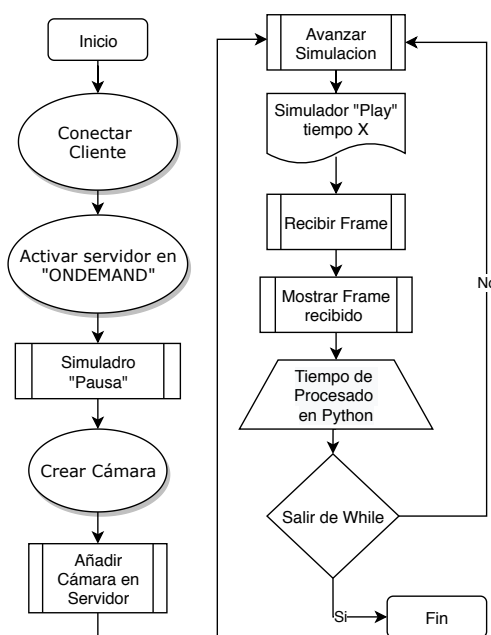 Inicio
Conectar
Cliente
Activar servidor en
"ONDEMAND"
Simuladro
"Pausa"
Crear Cámara
Añadir
Cámara en
Servidor
Avanzar
Simulacion
Simulador "Play"
tiempo X
Recibir Frame
Mostrar Frame
recibido
Tiempo de
Procesado
en Python
Salir de While
No
Si
Fin